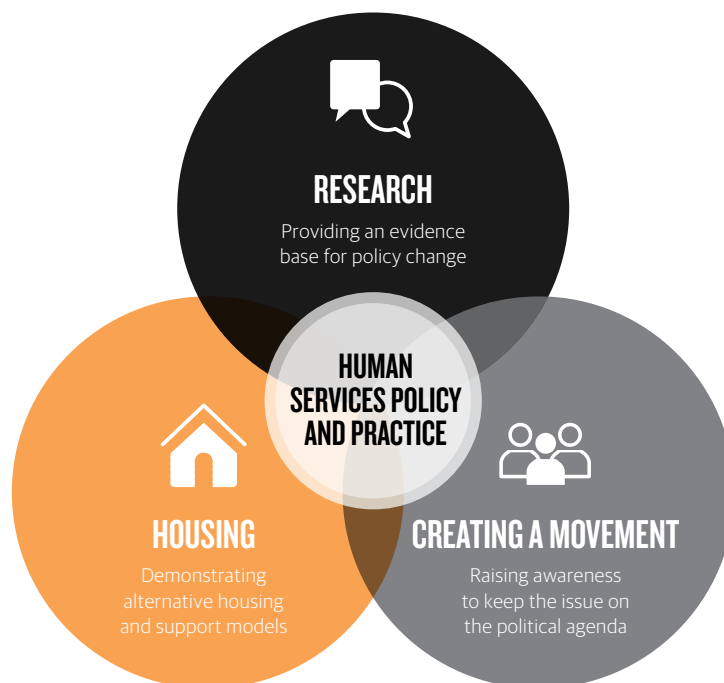 RESEARCH
Providing an evidence
base for policy change
HUMAN
SERVICES POLICY
AND PRACTICE
HOUSING
Demonstrating
alternative housing
and support models
CREATING A MOVEMENT
Raising awareness
to keep the issue on
the political agenda